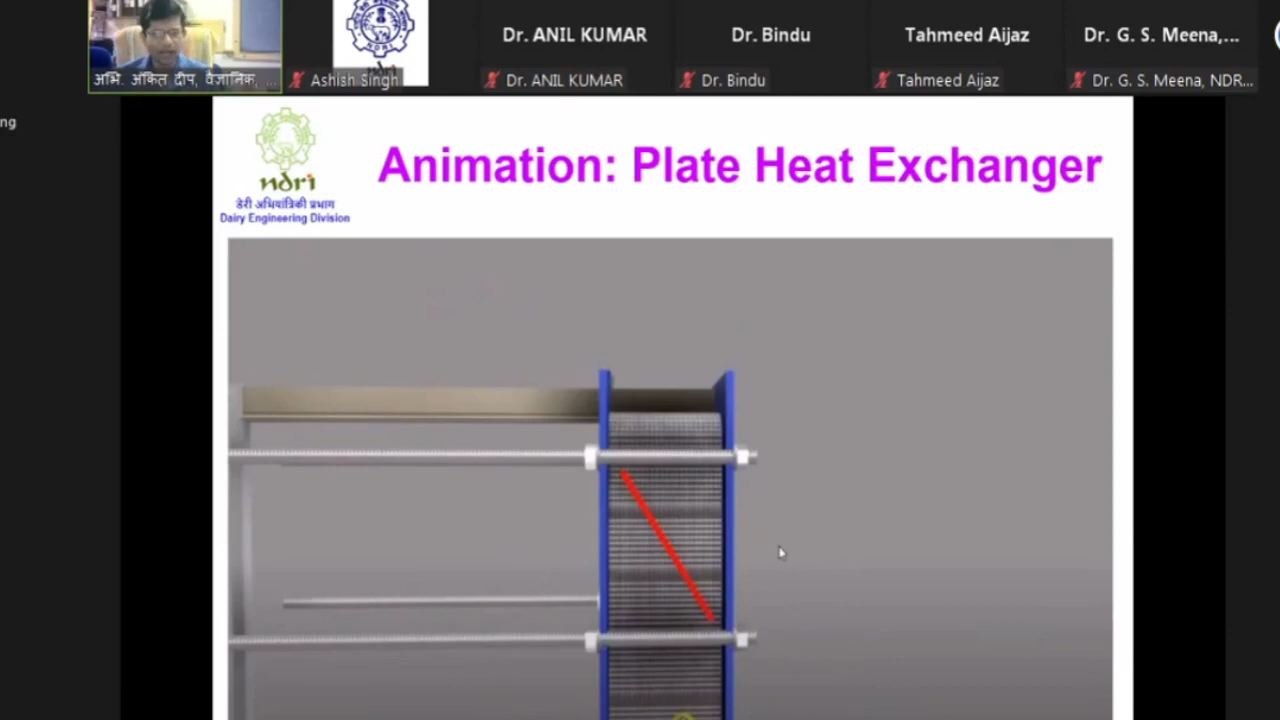 Dr. ANIL KUMAR
Dr. Bindu
Tahmeed Aijaz
Dr. G. S. Meena,...
अभि. अंकित दीप, वैज्ञानिक, ...
Ashish Singh
Dr. ANIL KUMAR
Dr. Bindu
Tahmeed Aijaz
Dr. G. S. Meena, NDR...
ng
ndri
डेरी अभियांत्रिकी प्रभाग
Dairy Engineering Division
Animation: Plate Heat Exchanger